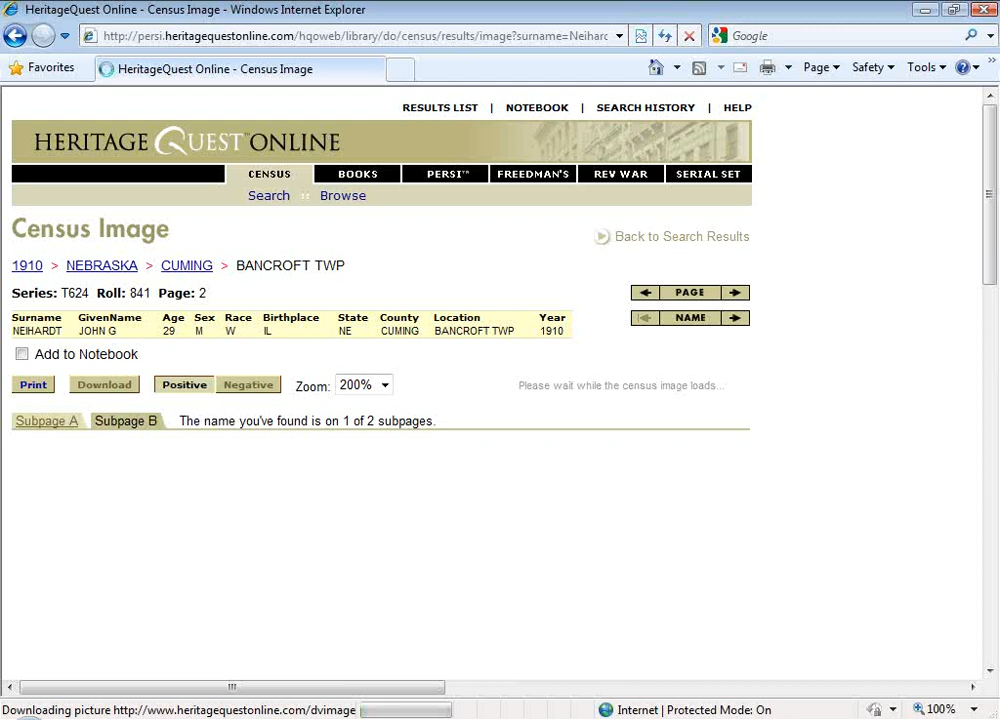 HeritageQuest Online - Census Image - Windows Internet Explorer
http://persi.heritagequestonline.com/hqoweb/library/do/census/results/image?surname=Neiharc
Google
Favorites
HeritageQuest Online - Census Image
Page
Safety
Tools
RESULTS LIST | NOTEBOOK | SEARCH HISTORY | HELP
HERITAGE QUEST™ONLINE
CENSUS BOOKS PERSI™ FREEDMAN'S REV WAR SERIAL SET
Search :: Browse
Census Image
Back to Search Results
1910 > NEBRASKA > CUMING > BANCROFT TWP
Series: T624 Roll: 841 Page: 2
PAGE
NAME
Surname GivenName Age Sex Race Birthplace State County Location Year
NEIHARDT JOHN G 29 M W IL NE CUMING BANCROFT TWP 1910
Add to Notebook
Print Download Positive Negative Zoom: 200% Please wait while the census image loads...
Subpage A Subpage B The name you've found is on 1 of 2 subpages.
Downloading picture http://www.heritagequestonline.com/dvimage
Internet | Protected Mode: On
100%